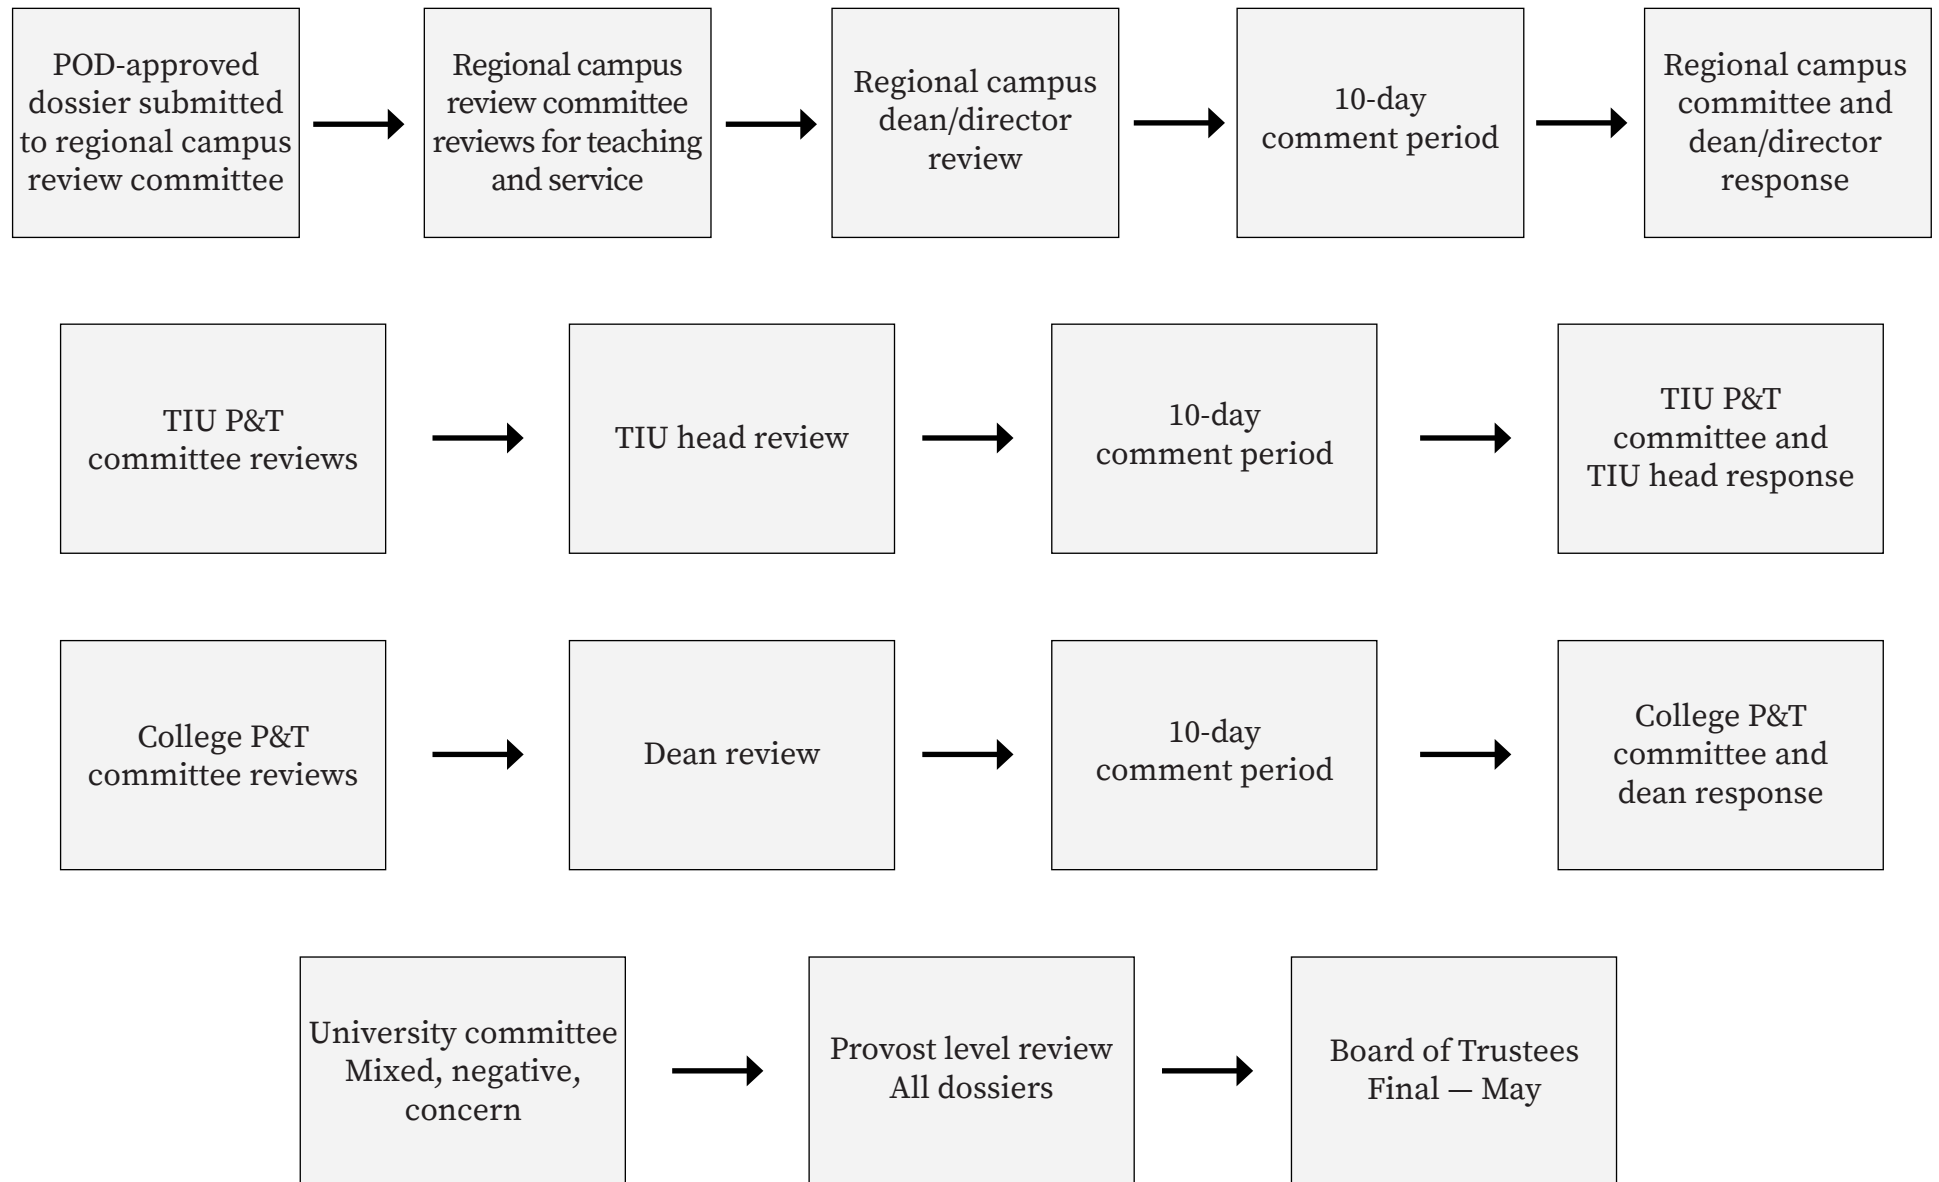 POD-approved
dossier submitted
to regional campus
review committee
Regional campus
review committee
reviews for teaching
and service
Regional campus
dean/director
review
10-day
comment period
Regional campus
committee and
dean/director
response
TIU P&T
committee reviews
TIU head review
10-day
comment period
TIU P&T
committee and
TIU head response
College P&T
committee reviews
Dean review
10-day
comment period
College P&T
committee and
dean response
University committee
Mixed, negative,
concern
Provost level review
All dossiers
Board of Trustees
Final — May